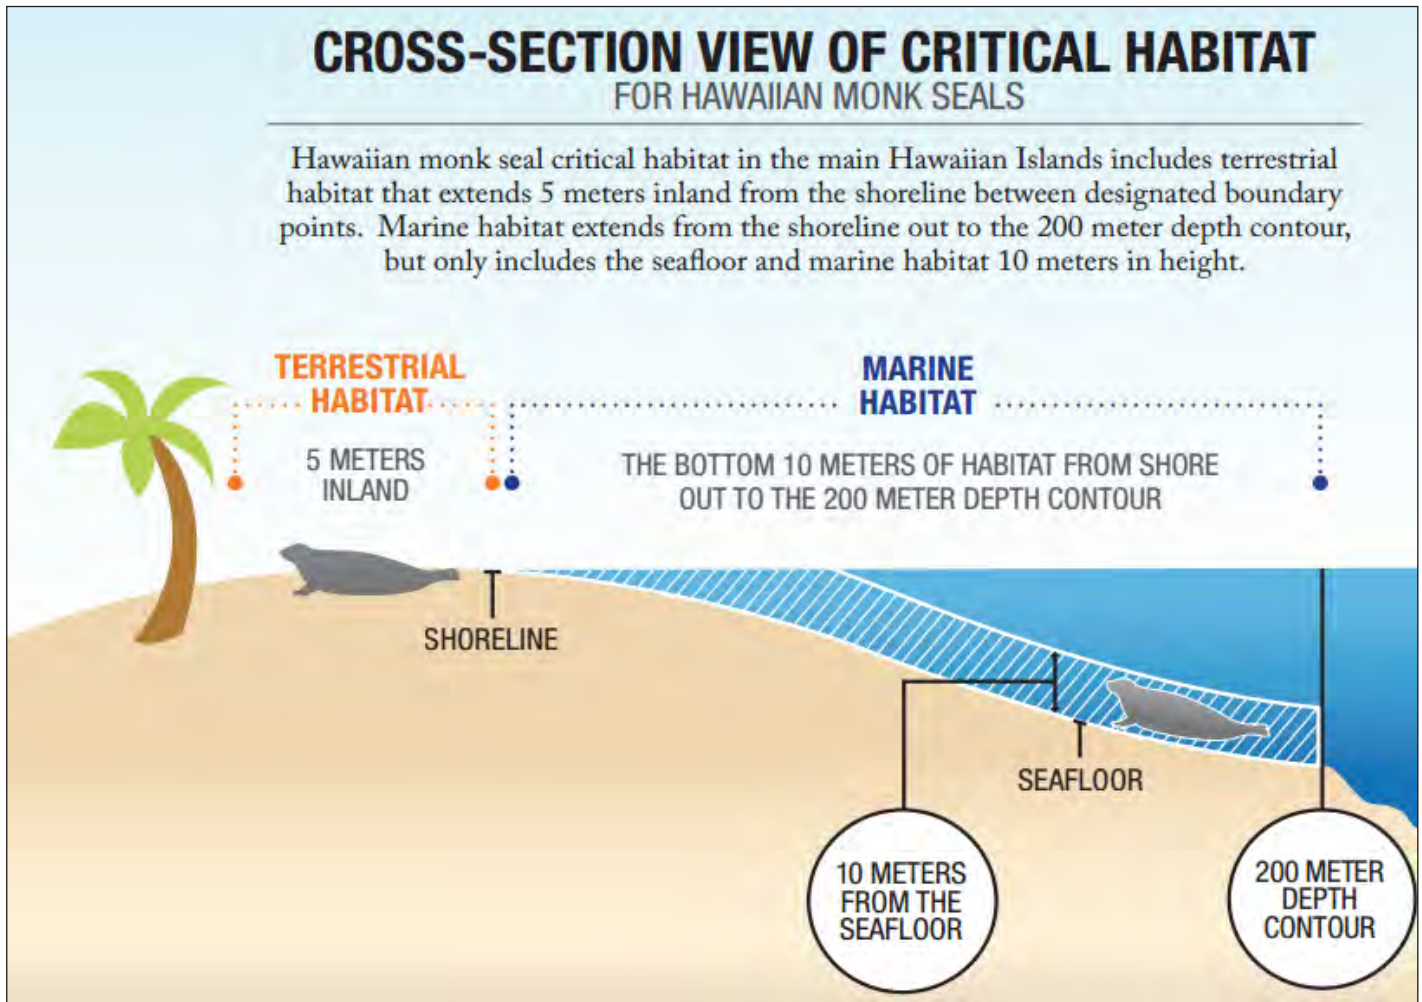 CROSS-SECTION VIEW OF CRITICAL HABITAT
FOR HAWAIIAN MONK SEALS
Hawaiian monk seal critical habitat in the main Hawaiian Islands includes terrestrial
habitat that extends 5 meters inland from the shoreline between designated boundary
points. Marine habitat extends from the shoreline out to the 200 meter depth contour,
but only includes the seafloor and marine habitat 10 meters in height.
TERRESTRIAL
HABITAT
5 METERS
INLAND
MARINE
HABITAT
THE BOTTOM 10 METERS OF HABITAT FROM SHORE
OUT TO THE 200 METER DEPTH CONTOUR
SHORELINE
SEAFLOOR
10 METERS
FROM THE
SEAFLOOR
200 METER
DEPTH
CONTOUR